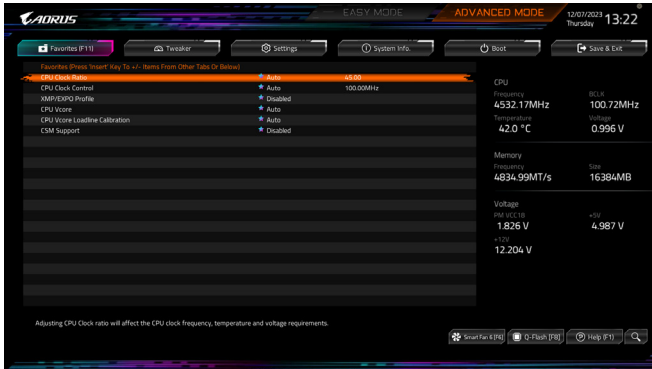 AORUS
EASY MODE
ADVANCED MODE
12/07/2023
Thursday
13:22
Favorites (F11)
Tweaker
Settings
System Info.
Boot
Save & Exit
Favorites (Press 'Insert' Key To +/- Items From Other Tabs Or Below)
CPU Clock Ratio Auto 45.00
CPU Clock Control Auto 100.00MHz
XMP/EXPO Profile Disabled
CPU Vcore Auto
CPU Vcore Loadline Calibration Auto
CSM Support Disabled
CPU
Frequency BCLK
4532.17MHz 100.72MHz
Temperature Voltage
42.0 °C 0.996 V
Memory
Frequency Size
4834.99MT/s 16384MB
Voltage
PM VCC18 +5V
1.826 V 4.987 V
+12V
12.204 V
Adjusting CPU Clock ratio will affect the CPU clock frequency, temperature and voltage requirements.
Smart Fan 6 [F6]
Q-Flash [F8]
Help (F1)